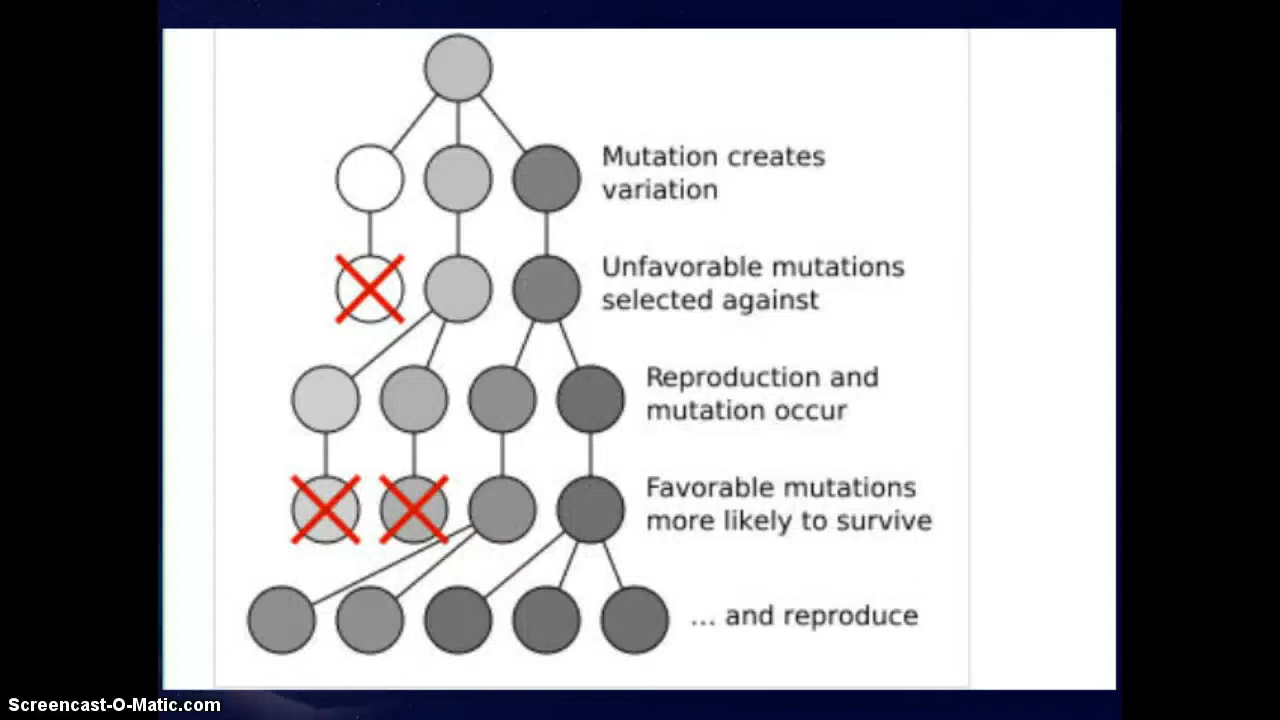 Mutation creates
variation
Unfavorable mutations
selected against
Reproduction and
mutation occur
Favorable mutations
more likely to survive
... and reproduce
Screencast-O-Matic.com